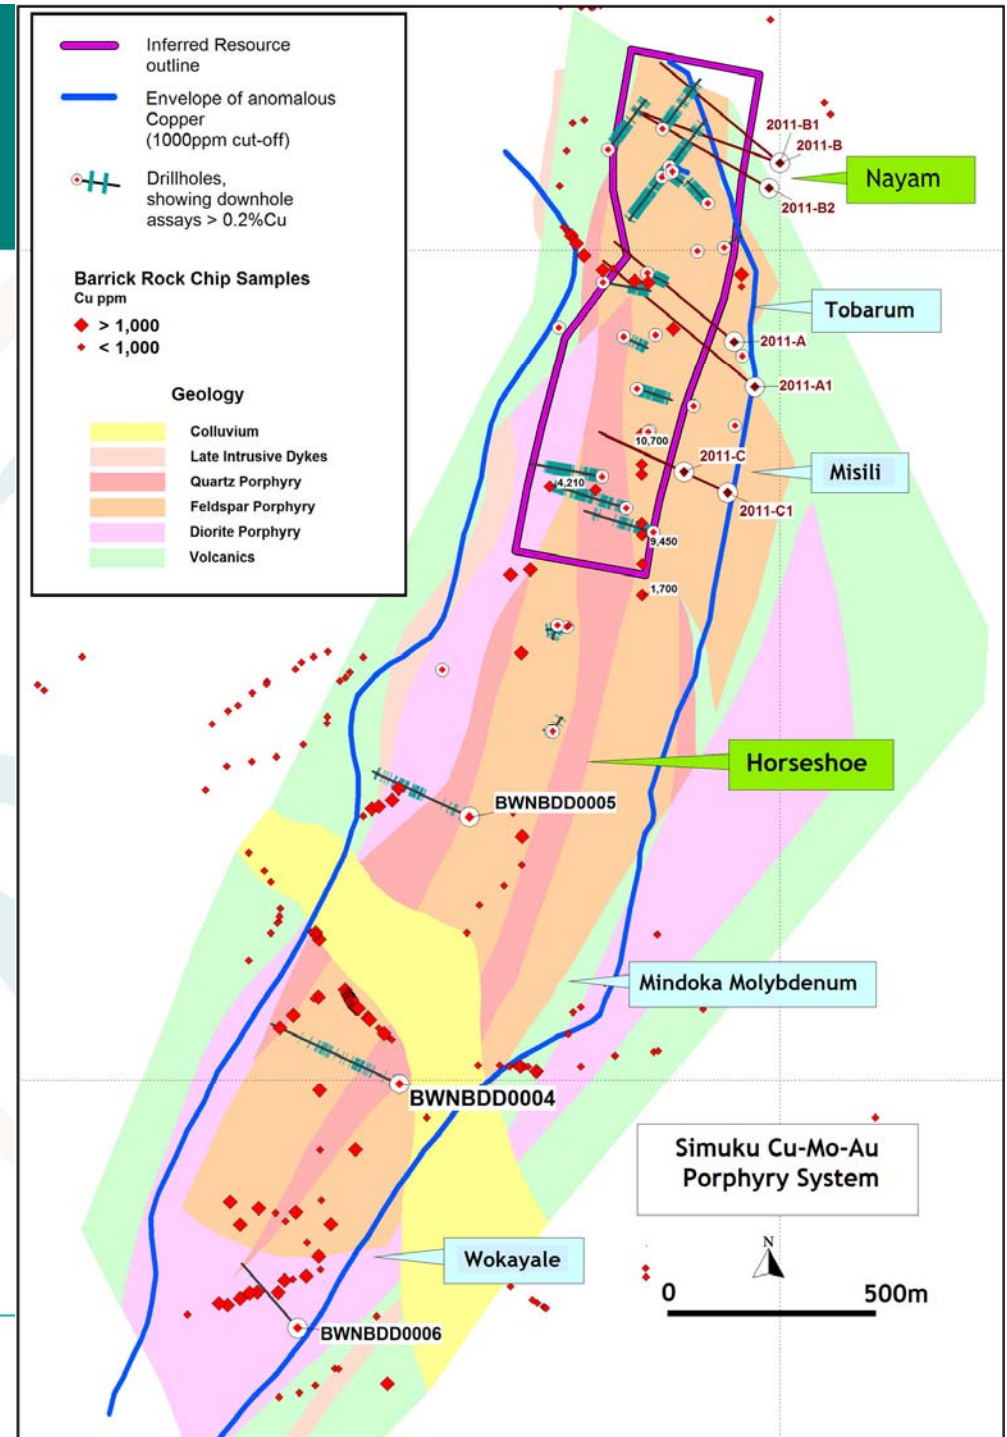 Inferred Resource
outline
Envelope of anomalous
Copper
(1000ppm cut-off)
Drillholes,
showing downhole
assays > 0.2%Cu
Barrick Rock Chip Samples
Cu ppm
> 1,000
< 1,000
Geology
Colluvium
Late Intrusive Dykes
Quartz Porphyry
Feldspar Porphyry
Diorite Porphyry
Volcanics
2011-B1
2011-B
Nayam
2011-B2
Tobarum
2011-A
2011-A1
10,700
2011-C
Misili
4,210
2011-C1
9,450
1,700
Horseshoe
BWNBDD0005
Mindoka Molybdenum
BWNBDD0004
Simuku Cu-Mo-Au
Porphyry System
N
Wokayale
0 500m
BWNBDD0006